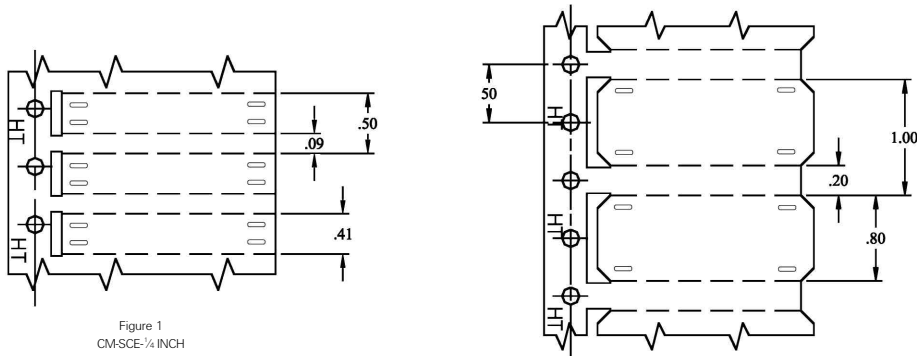 HT
HT
.50
.09
.41
Figure 1
CM-SCE-¼ INCH
50
HT
HT
HT
1.00
.20
.80